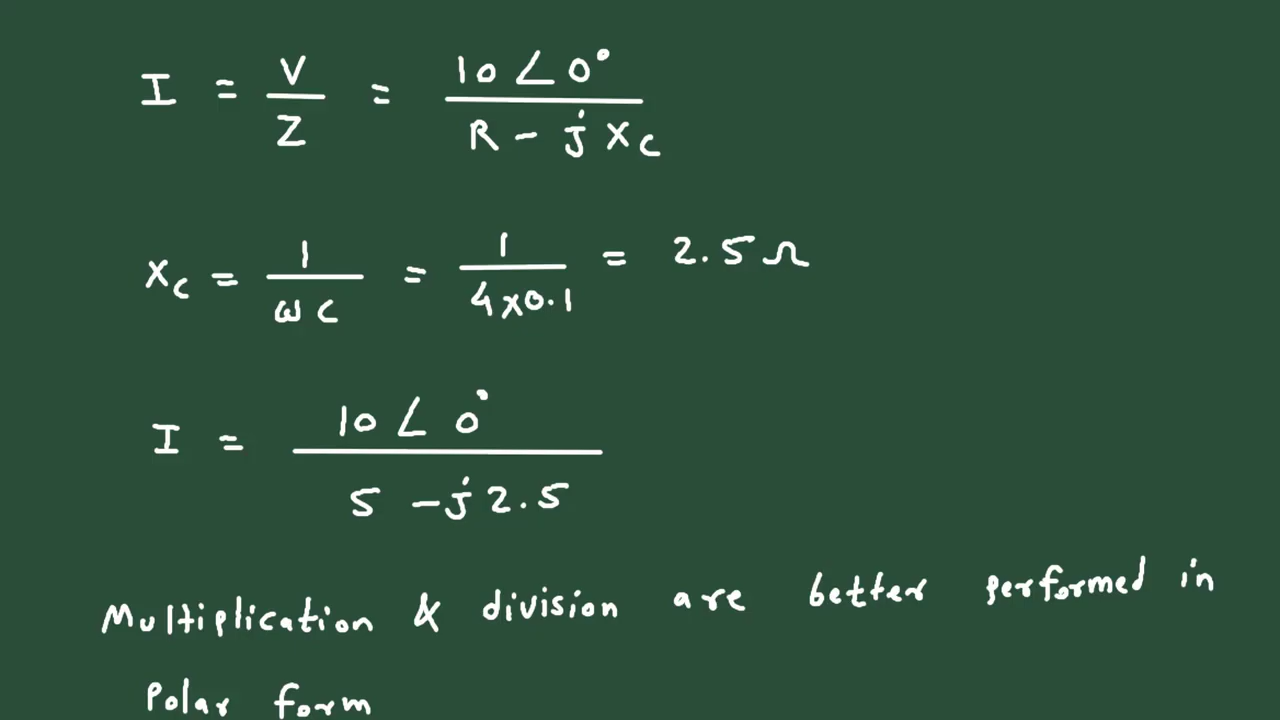 I = V/Z = 10∠0°/(R - jXc)
Xc = 1/ωC = 1/(4×0.1) = 2.5Ω
I = 10∠0°/(5 - j2.5)
Multiplication & division are better performed in
Polar form